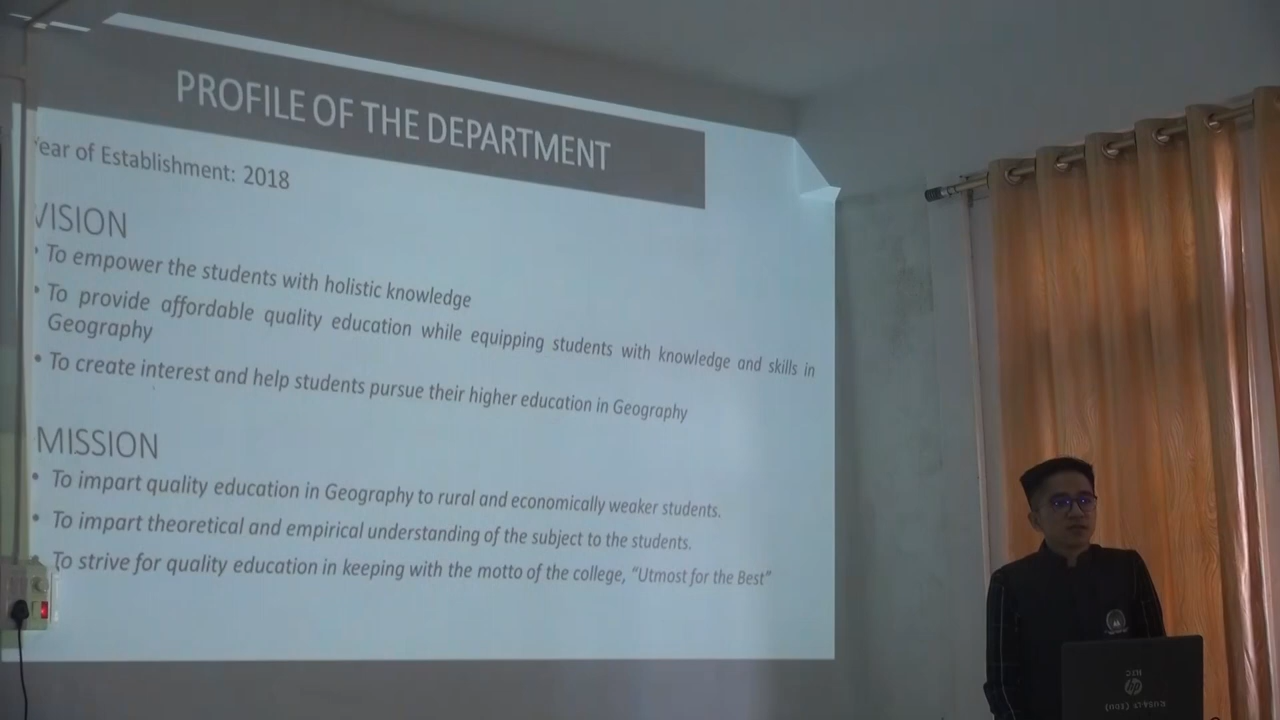 PROFILE OF THE DEPARTMENT
Year of Establishment: 2018
VISION
• To empower the students with holistic knowledge
• To provide affordable quality education while equipping students with knowledge and skills in
Geography
• To create interest and help students pursue their higher education in Geography
MISSION
• To impart quality education in Geography to rural and economically weaker students.
• To impart theoretical and empirical understanding of the subject to the students.
• To strive for quality education in keeping with the motto of the college, “Utmost for the Best”
hp